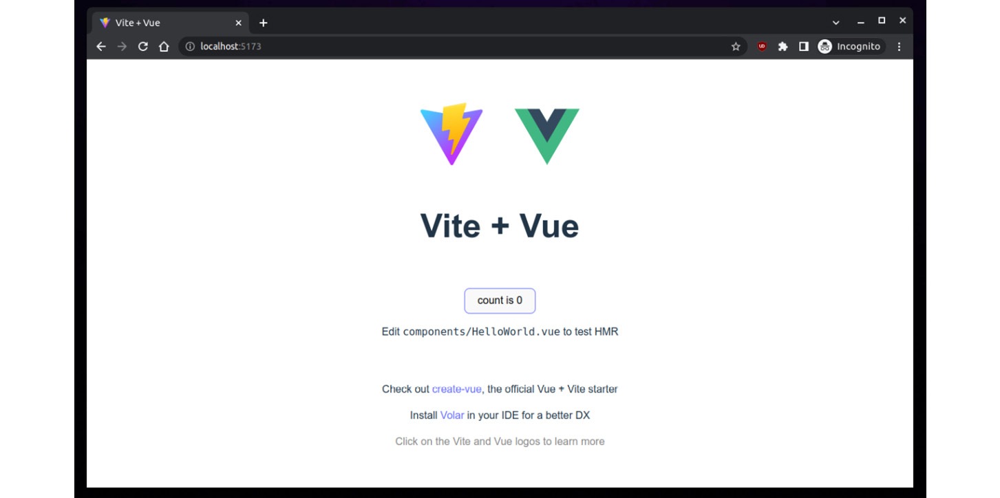 Vite + Vue
localhost:5173
Incognito
Vite + Vue
count is 0
Edit components/HelloWorld.vue to test HMR
Check out create-vue, the official Vue + Vite starter
Install Volar in your IDE for a better DX
Click on the Vite and Vue logos to learn more